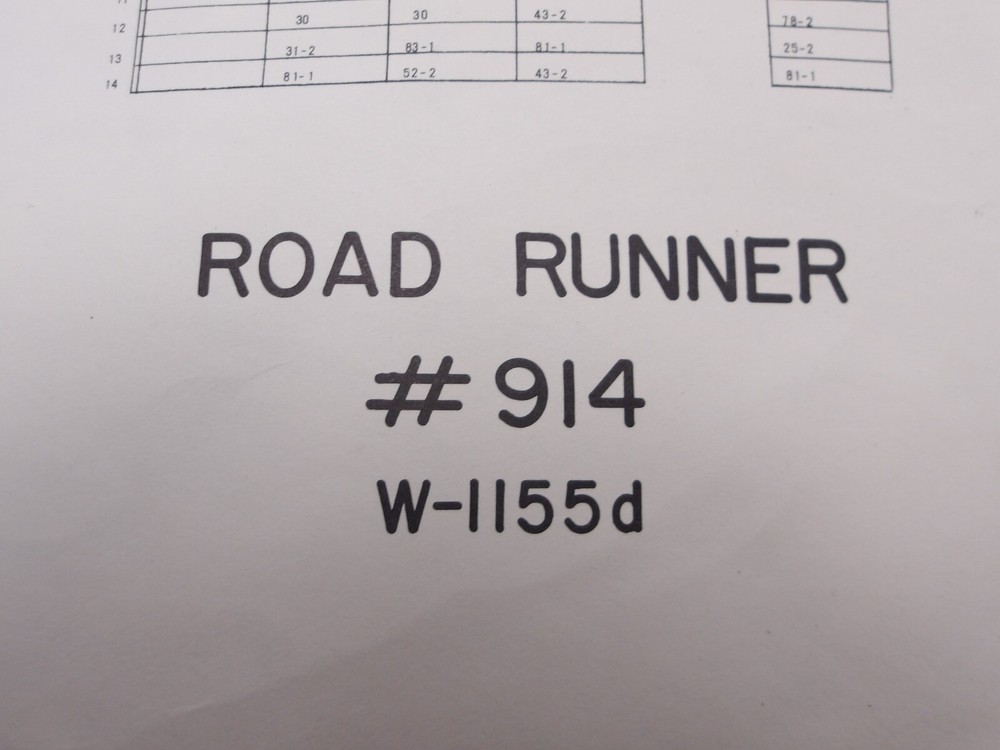 12 30 30 43-2 78-2
13 31-2 83-1 81-1 25-2
14 81-1 52-2 43-2 81-1
ROAD RUNNER
# 914
W-1155d